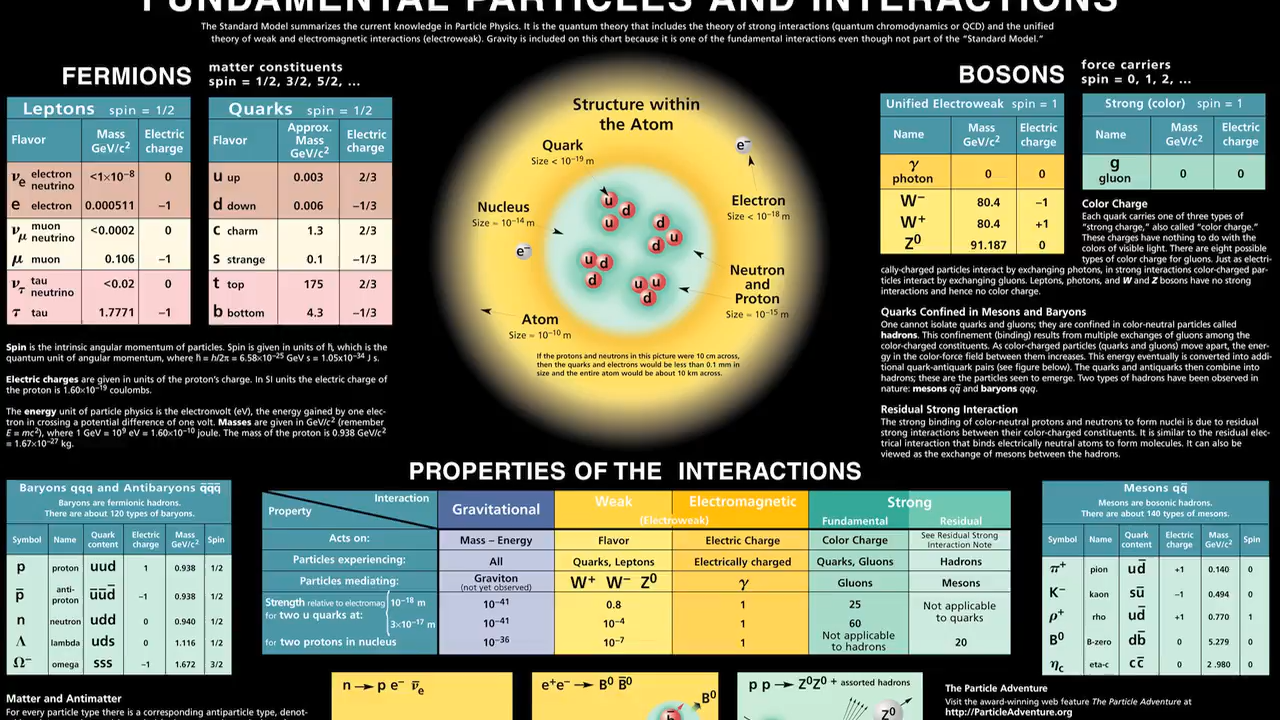 FUNDAMENTAL PARTICLES AND INTERACTIONS
The Standard Model summarizes the current knowledge in Particle Physics. It is the quantum theory that includes the theory of strong interactions (quantum chromodynamics or QCD) and the unified
theory of weak and electromagnetic interactions (electroweak). Gravity is included on this chart because it is one of the fundamental interactions even though not part of the "Standard Model."
FERMIONS
matter constituents
spin = 1/2, 3/2, 5/2, ...
Leptons spin = 1/2
Flavor Mass GeV/c² Electric charge
νe electron neutrino <1×10⁻⁸ 0
e electron 0.000511 −1
νμ muon neutrino <0.0002 0
μ muon 0.106 −1
ντ tau neutrino <0.02 0
τ tau 1.7771 −1
Quarks spin = 1/2
Flavor Approx. Mass GeV/c² Electric charge
u up 0.003 2/3
d down 0.006 −1/3
c charm 1.3 2/3
s strange 0.1 −1/3
t top 175 2/3
b bottom 4.3 −1/3
Spin is the intrinsic angular momentum of particles. Spin is given in units of ħ, which is the
quantum unit of angular momentum, where ħ = h/2π = 6.58×10⁻²⁵ GeV s = 1.05×10⁻³⁴ J s.
Electric charges are given in units of the proton's charge. In SI units the electric charge of
the proton is 1.60×10⁻¹⁹ coulombs.
The energy unit of particle physics is the electronvolt (eV), the energy gained by one elec-
tron in crossing a potential difference of one volt. Masses are given in GeV/c² (remember
E = mc²), where 1 GeV = 10⁹ eV = 1.60×10⁻¹⁰ joule. The mass of the proton is 0.938 GeV/c²
= 1.67×10⁻²⁷ kg.
Structure within
the Atom
Quark
Size < 10⁻¹⁹ m
e⁻
Electron
Size < 10⁻¹⁸ m
Nucleus
Size ≈ 10⁻¹⁴ m
e⁻
u d u
d u d
u d d
u u d
Neutron
and
Proton
Size ≈ 10⁻¹⁵ m
Atom
Size ≈ 10⁻¹⁰ m
If the protons and neutrons in this picture were 10 cm across,
then the quarks and electrons would be less than 0.1 mm in
size and the entire atom would be about 10 km across.
BOSONS
force carriers
spin = 0, 1, 2, ...
Unified Electroweak spin = 1
Name Mass GeV/c² Electric charge
γ photon 0 0
W⁻ 80.4 −1
W⁺ 80.4 +1
Z⁰ 91.187 0
Strong (color) spin = 1
Name Mass GeV/c² Electric charge
g gluon 0 0
Color Charge
Each quark carries one of three types of
"strong charge," also called "color charge."
These charges have nothing to do with the
colors of visible light. There are eight possible
types of color charge for gluons. Just as electri-
cally-charged particles interact by exchanging photons, in strong interactions color-charged par-
ticles interact by exchanging gluons. Leptons, photons, and W and Z bosons have no strong
interactions and hence no color charge.
Quarks Confined in Mesons and Baryons
One cannot isolate quarks and gluons; they are confined in color-neutral particles called
hadrons. This confinement (binding) results from multiple exchanges of gluons among the
color-charged constituents. As color-charged particles (quarks and gluons) move apart, the ener-
gy in the color-force field between them increases. This energy eventually is converted into addi-
tional quark-antiquark pairs (see figure below). The quarks and antiquarks then combine into
hadrons; these are the particles seen to emerge. Two types of hadrons have been observed in
nature: mesons qq̄ and baryons qqq.
Residual Strong Interaction
The strong binding of color-neutral protons and neutrons to form nuclei is due to residual
strong interactions between their color-charged constituents. It is similar to the residual elec-
trical interaction that binds electrically neutral atoms to form molecules. It can also be
viewed as the exchange of mesons between the hadrons.
PROPERTIES OF THE INTERACTIONS
Baryons qqq and Antibaryons q̄q̄q̄
Baryons are fermionic hadrons.
There are about 120 types of baryons.
Symbol Name Quark content Electric charge Mass GeV/c² Spin
p proton uud 1 0.938 1/2
p̄ anti-proton ūūd̄ −1 0.938 1/2
n neutron udd 0 0.940 1/2
Λ lambda uds 0 1.116 1/2
Ω⁻ omega sss −1 1.672 3/2
Interaction
Property
Gravitational Weak Electromagnetic Strong
(Electroweak) Fundamental Residual
Acts on: Mass – Energy Flavor Electric Charge Color Charge See Residual Strong Interaction Note
Particles experiencing: All Quarks, Leptons Electrically charged Quarks, Gluons Hadrons
Particles mediating: Graviton (not yet observed) W⁺ W⁻ Z⁰ γ Gluons Mesons
Strength relative to electromag 10⁻¹⁸ m 10⁻⁴¹ 0.8 1 25 Not applicable to quarks
for two u quarks at: 3×10⁻¹⁷ m 10⁻⁴¹ 10⁻⁴ 1 60
for two protons in nucleus 10⁻³⁶ 10⁻⁷ 1 Not applicable to hadrons 20
Mesons qq̄
Mesons are bosonic hadrons.
There are about 140 types of mesons.
Symbol Name Quark content Electric charge Mass GeV/c² Spin
π⁺ pion ud̄ +1 0.140 0
K⁻ kaon sū −1 0.494 0
ρ⁺ rho ud̄ +1 0.770 1
B⁰ B-zero db̄ 0 5.279 0
ηc eta-c cc̄ 0 2 .980 0
Matter and Antimatter
For every particle type there is a corresponding antiparticle type, denot-
n → p e⁻ ν̄e
e⁺e⁻ → B⁰ B̄⁰
B⁰
p p → Z⁰Z⁰ + assorted hadrons
Z⁰
The Particle Adventure
Visit the award-winning web feature The Particle Adventure at
http://ParticleAdventure.org